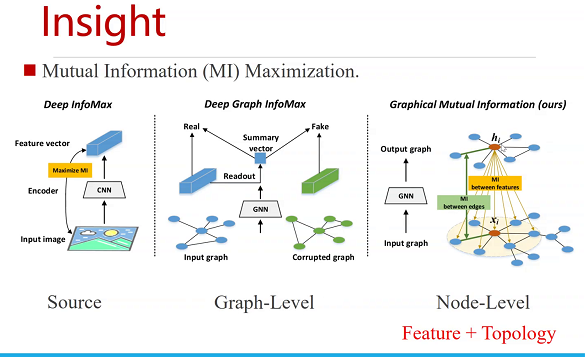 Insight
Mutual Information (MI) Maximization.
Deep InfoMax
Feature vector
Maximize MI
Encoder
CNN
Input image
Source
Deep Graph InfoMax
Real
Fake
Summary
vector
Readout
GNN
Input graph
Corrupted graph
Graph-Level
Graphical Mutual Information (ours)
hi
Output graph
MI
between features
MI
between edges
GNN
xi
Input graph
Node-Level
Feature + Topology